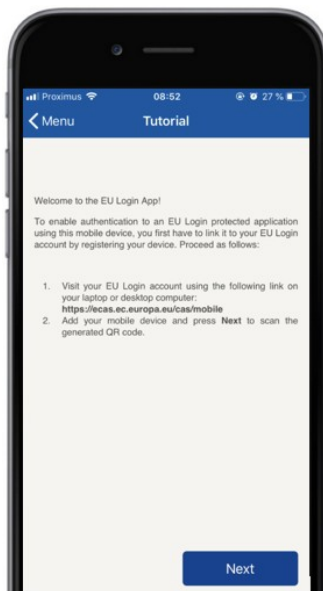 Proximus 08:52 27 %
Menu Tutorial
Welcome to the EU Login App!
To enable authentication to an EU Login protected application
using this mobile device, you first have to link it to your EU Login
account by registering your device. Proceed as follows:
1. Visit your EU Login account using the following link on
your laptop or desktop computer:
https://ecas.ec.europa.eu/cas/mobile
2. Add your mobile device and press Next to scan the
generated QR code.
Next